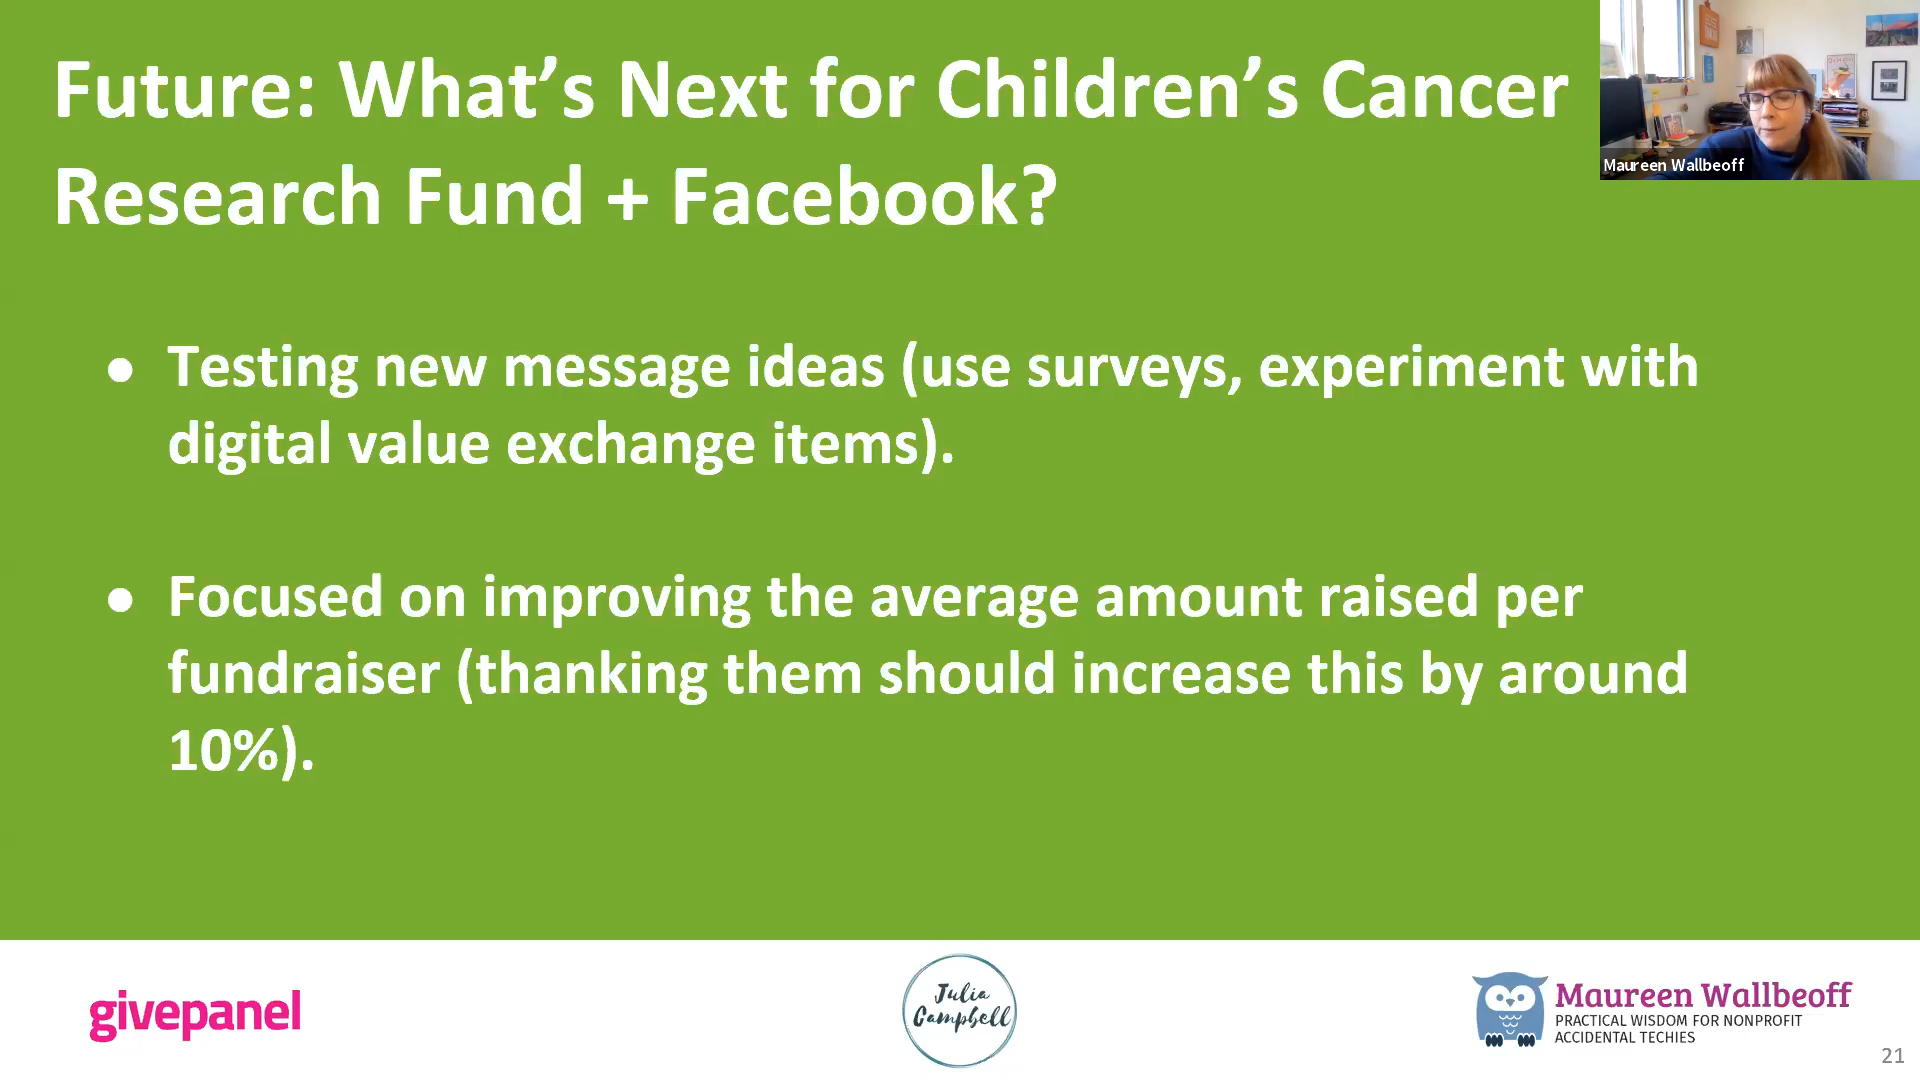 Future: What’s Next for Children’s Cancer
Research Fund + Facebook?
Maureen Wallbeoff
● Testing new message ideas (use surveys, experiment with
digital value exchange items).
● Focused on improving the average amount raised per
fundraiser (thanking them should increase this by around
10%).
givepanel
Julia
Campbell
Maureen Wallbeoff
PRACTICAL WISDOM FOR NONPROFIT
ACCIDENTAL TECHIES
21